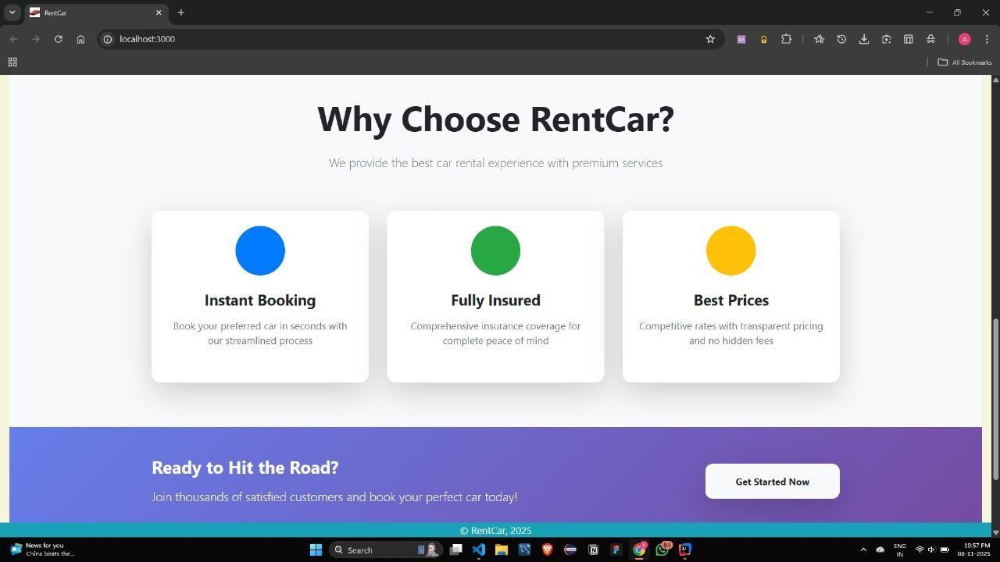 RentCar
localhost:3000
M
A
All Bookmarks
Why Choose RentCar?
We provide the best car rental experience with premium services
Instant Booking
Book your preferred car in seconds with
our streamlined process
Fully Insured
Comprehensive insurance coverage for
complete peace of mind
Best Prices
Competitive rates with transparent pricing
and no hidden fees
Ready to Hit the Road?
Join thousands of satisfied customers and book your perfect car today!
Get Started Now
© RentCar, 2025
News for you
China beats the...
Search
84
ENG
IN
10:57 PM
08-11-2025